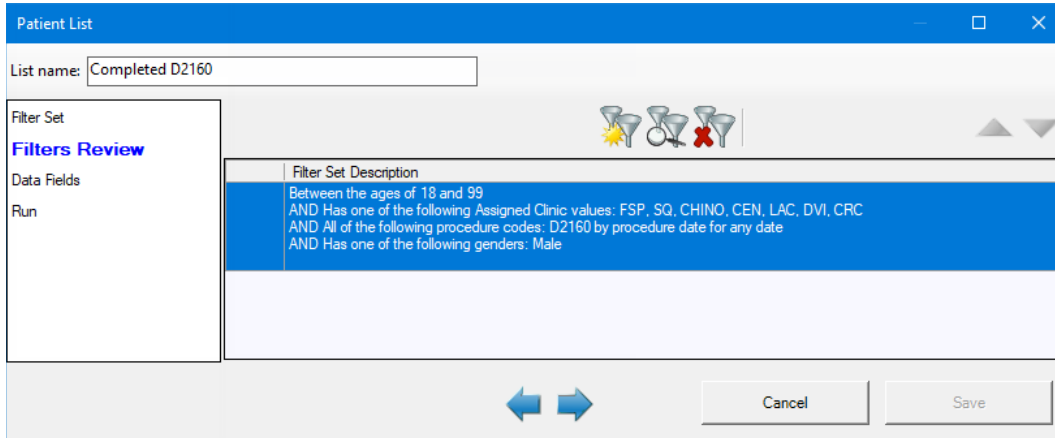 Patient List
List name: Completed D2160
Filter Set
Filters Review
Data Fields
Run
Filter Set Description
Between the ages of 18 and 99
AND Has one of the following Assigned Clinic values: FSP, SQ, CHINO, CEN, LAC, DVI, CRC
AND All of the following procedure codes: D2160 by procedure date for any date
AND Has one of the following genders: Male
Cancel
Save